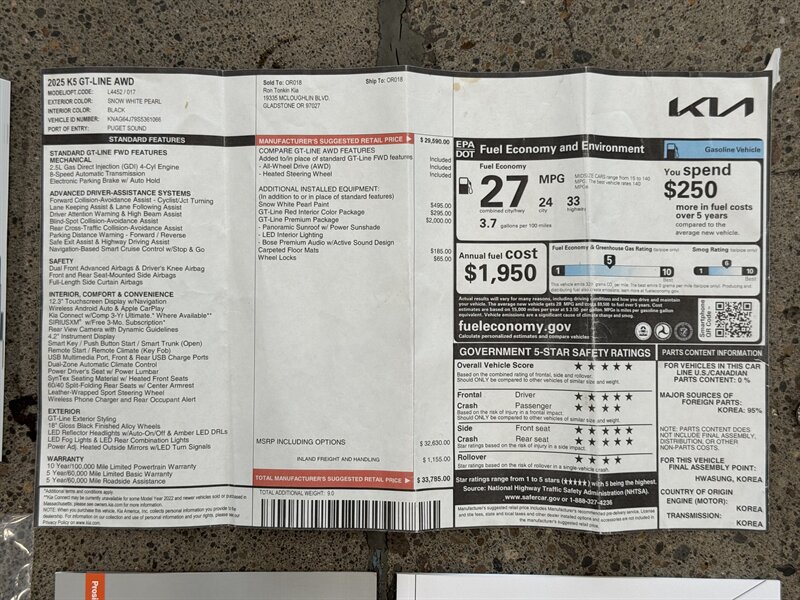 2025 K5 GT-LINE AWD
MODEL/OPT.CODE: L4452 / 017
EXTERIOR COLOR: SNOW WHITE PEARL
INTERIOR COLOR: BLACK
VEHICLE ID NUMBER: KNAG64J79S5361066
PORT OF ENTRY: PUGET SOUND
Sold To: OR018
Ship To: OR018
Ron Tonkin Kia
19335 MCLOUGHLIN BLVD.
GLADSTONE OR 97027
KIA
STANDARD FEATURES
STANDARD GT-LINE FWD FEATURES
MECHANICAL
2.5L Gas Direct Injection (GDI) 4-Cyl Engine
8-Speed Automatic Transmission
Electronic Parking Brake w/ Auto Hold
ADVANCED DRIVER-ASSISTANCE SYSTEMS
Forward Collision-Avoidance Assist - Cyclist/Jct Turning
Lane Keeping Assist & Lane Following Assist
Driver Attention Warning & High Beam Assist
Blind-Spot Collision-Avoidance Assist
Rear Cross-Traffic Collision-Avoidance Assist
Parking Distance Warning - Forward / Reverse
Safe Exit Assist & Highway Driving Assist
Navigation-Based Smart Cruise Control w/Stop & Go
SAFETY
Dual Front Advanced Airbags & Driver's Knee Airbag
Front and Rear Seat-Mounted Side Airbags
Full-Length Side Curtain Airbags
INTERIOR, COMFORT & CONVENIENCE
12.3" Touchscreen Display w/Navigation
Wireless Android Auto & Apple CarPlay
Kia Connect w/Comp 3-Yr Ultimate, * Where Available**
SIRIUSXM® w/Free 3-Mo. Subscription*
Rear View Camera with Dynamic Guidelines
4.2" Instrument Display
Smart Key / Push Button Start / Smart Trunk (Open)
Remote Start / Remote Climate (Key Fob)
USB Multimedia Port, Front & Rear USB Charge Ports
Dual-Zone Automatic Climate Control
Power Driver's Seat w/ Power Lumbar
SynTex Seating Material w/ Heated Front Seats
60/40 Split-Folding Rear Seats w/ Center Armrest
Leather-Wrapped Sport Steering Wheel
Wireless Phone Charger and Rear Occupant Alert
EXTERIOR
GT-Line Exterior Styling
18" Gloss Black Finished Alloy Wheels
LED Reflector Headlights w/Auto-On/Off & Amber LED DRLs
LED Fog Lights & LED Rear Combination Lights
Power Adj. Heated Outside Mirrors w/LED Turn Signals
WARRANTY
10 Year/100,000 Mile Limited Powertrain Warranty
5 Year/60,000 Mile Limited Basic Warranty
5 Year/60,000 Mile Roadside Assistance
*Additional terms and conditions apply.
MANUFACTURER'S SUGGESTED RETAIL PRICE $ 29,590.00
COMPARE GT-LINE AWD FEATURES
Added to/in place of standard GT-Line FWD features Included
- All-Wheel Drive (AWD) Included
- Heated Steering Wheel Included
ADDITIONAL INSTALLED EQUIPMENT:
(in addition to or in place of standard features)
Snow White Pearl Paint $495.00
GT-Line Red Interior Color Package $295.00
GT-Line Premium Package $2,000.00
- Panoramic Sunroof w/ Power Sunshade
- LED Interior Lighting
- Bose Premium Audio w/Active Sound Design
Carpeted Floor Mats $185.00
Wheel Locks $65.00
MSRP INCLUDING OPTIONS $ 32,630.00
INLAND FREIGHT AND HANDLING $ 1,155.00
TOTAL MANUFACTURER'S SUGGESTED RETAIL PRICE $ 33,785.00
TOTAL ADDITIONAL WEIGHT: 9.0
EPA
DOT
Fuel Economy and Environment
Gasoline Vehicle
Fuel Economy
27 MPG
combined city/hwy
24
city
33
highway
3.7 gallons per 100 miles
You spend
$250
more in fuel costs
over 5 years
compared to the
average new vehicle.
Annual fuel cost
$1,950
Fuel Economy & Greenhouse Gas Rating (tailpipe only)
5
1
10
Best
Smog Rating (tailpipe only)
6
1
10
Best
fueleconomy.gov
Calculate personalized estimates and compare vehicles
Smartphone
QR Code
GOVERNMENT 5-STAR SAFETY RATINGS
Overall Vehicle Score ★ ★ ★ ★ ★
Based on the combined ratings of frontal, side and rollover.
Should ONLY be compared to other vehicles of similar size and weight.
Frontal Driver ★ ★ ★ ★ ★
Crash Passenger ★ ★ ★ ★
Based on the risk of injury in a frontal impact.
Should ONLY be compared to other vehicles of similar size and weight.
Side Front seat ★ ★ ★ ★ ★
Crash Rear seat ★ ★ ★ ★ ★
Based on the risk of injury in a side impact.
Rollover ★ ★ ★ ★
Based on the risk of rollover in a single-vehicle crash.
Star ratings range from 1 to 5 stars (★★★★★) with 5 being the highest.
Source: National Highway Traffic Safety Administration (NHTSA).
www.safercar.gov or 1-888-327-4236
PARTS CONTENT INFORMATION
FOR VEHICLES IN THIS CAR
LINE U.S./CANADIAN
PARTS CONTENT: 0 %
MAJOR SOURCES OF
FOREIGN PARTS:
KOREA: 95%
NOTE: PARTS CONTENT DOES
NOT INCLUDE FINAL ASSEMBLY,
DISTRIBUTION, OR OTHER
NON-PARTS COSTS.
FOR THIS VEHICLE
FINAL ASSEMBLY POINT:
HWASUNG, KOREA
COUNTRY OF ORIGIN
ENGINE (MOTOR):
KOREA
TRANSMISSION:
KOREA